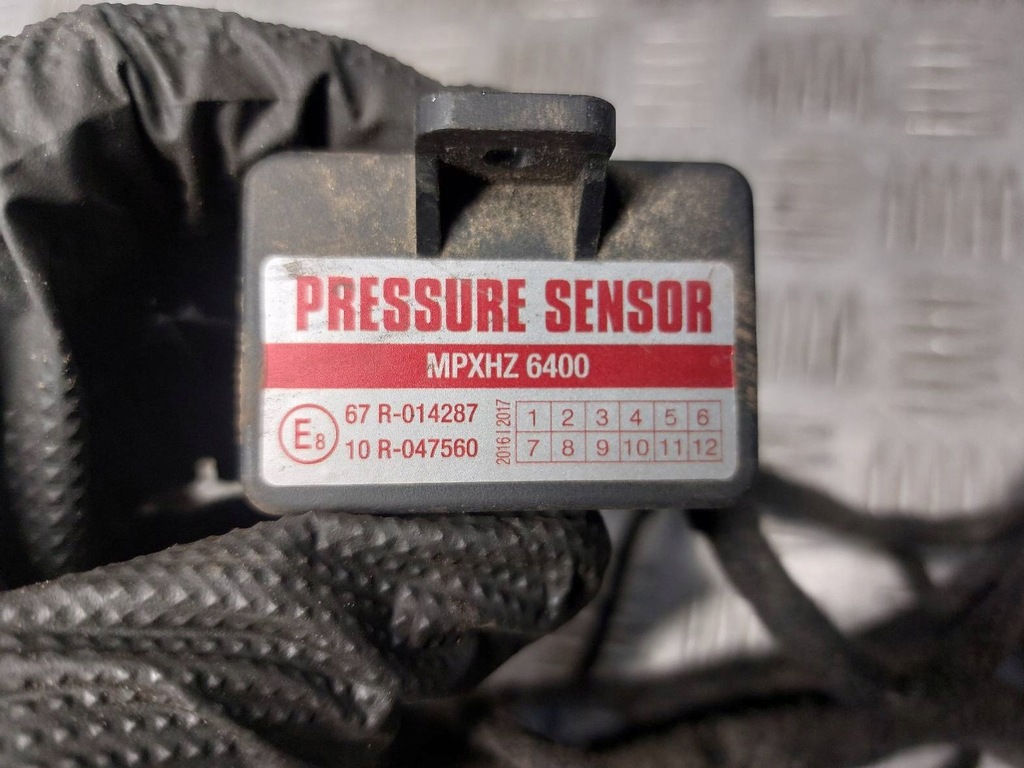 PRESSURE SENSOR
MPXHZ 6400
E8
67 R-014287
10 R-047560
2016 | 2017
1 2 3 4 5 6
7 8 9 10 11 12